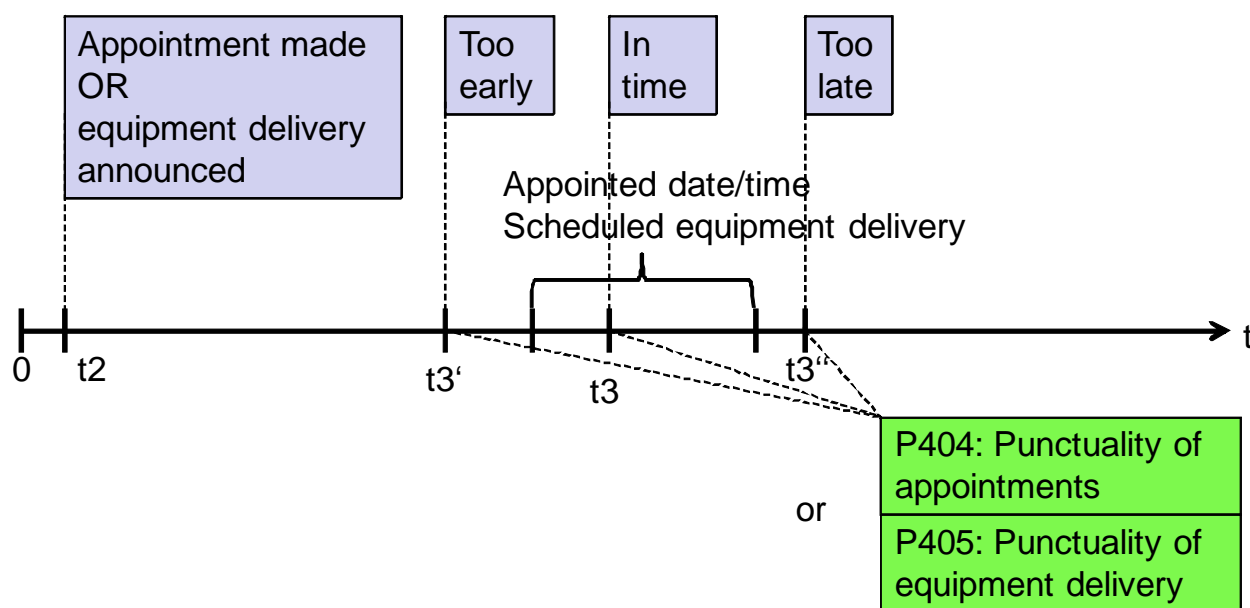 Appointment made
OR
equipment delivery
announced
Too
early
In
time
Too
late
Appointed date/time
Scheduled equipment delivery
0
t2
t3‘
t3
t3‘‘
t
P404: Punctuality of
appointments
or
P405: Punctuality of
equipment delivery